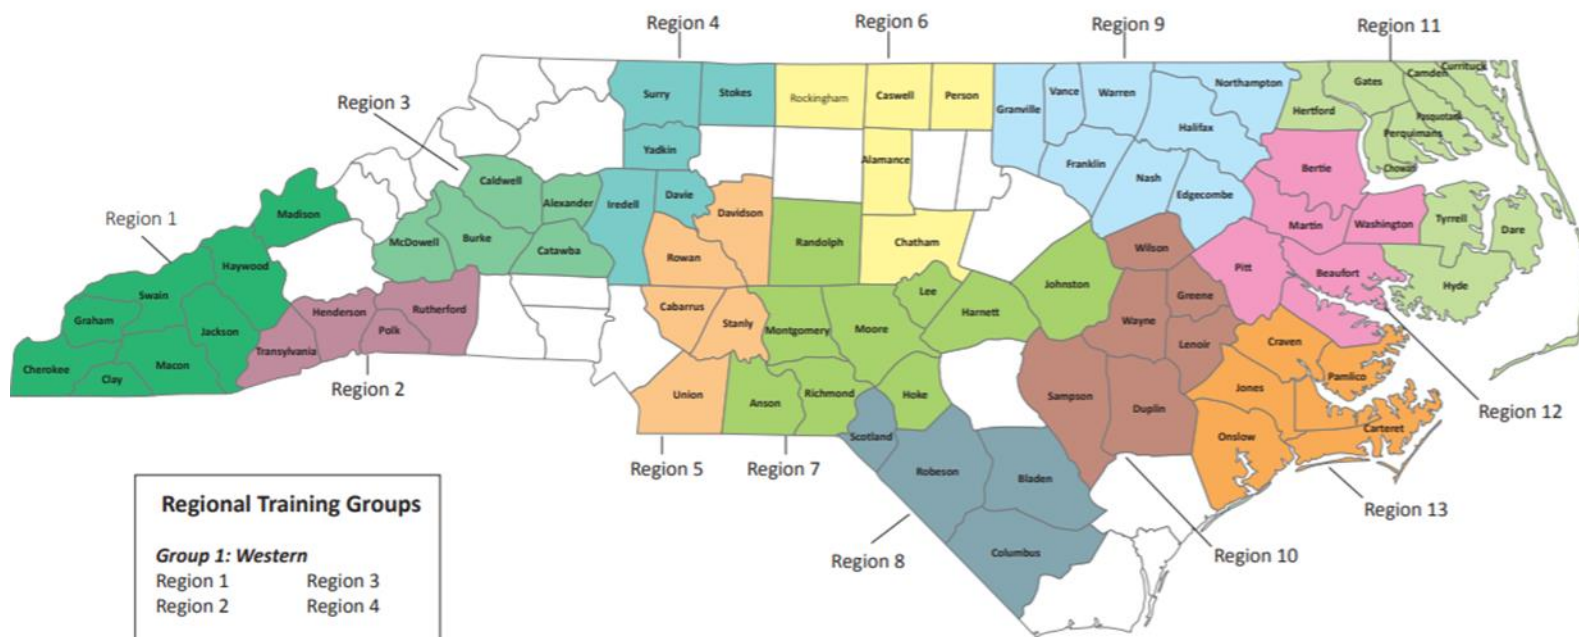 Region 4
Region 6
Region 9
Region 11
Region 3
Surry
Stokes
Rockingham
Caswell
Person
Granville
Vance
Warren
Northampton
Gates
Camden
Currituck
Hertford
Pasquotank
Perquimans
Chowan
Halifax
Yadkin
Alamance
Franklin
Nash
Edgecombe
Bertie
Caldwell
Alexander
Iredell
Davie
Davidson
Region 1
Madison
McDowell
Burke
Catawba
Rowan
Randolph
Chatham
Wilson
Martin
Washington
Tyrrell
Dare
Haywood
Swain
Graham
Jackson
Cherokee
Clay
Macon
Transylvania
Henderson
Polk
Rutherford
Region 2
Cabarrus
Stanly
Union
Montgomery
Moore
Lee
Harnett
Johnston
Pitt
Beaufort
Hyde
Greene
Wayne
Lenoir
Craven
Pamlico
Jones
Carteret
Onslow
Anson
Richmond
Hoke
Scotland
Sampson
Duplin
Robeson
Bladen
Columbus
Region 12
Region 5
Region 7
Region 13
Region 8
Region 10
Regional Training Groups
Group 1: Western
Region 1 Region 3
Region 2 Region 4